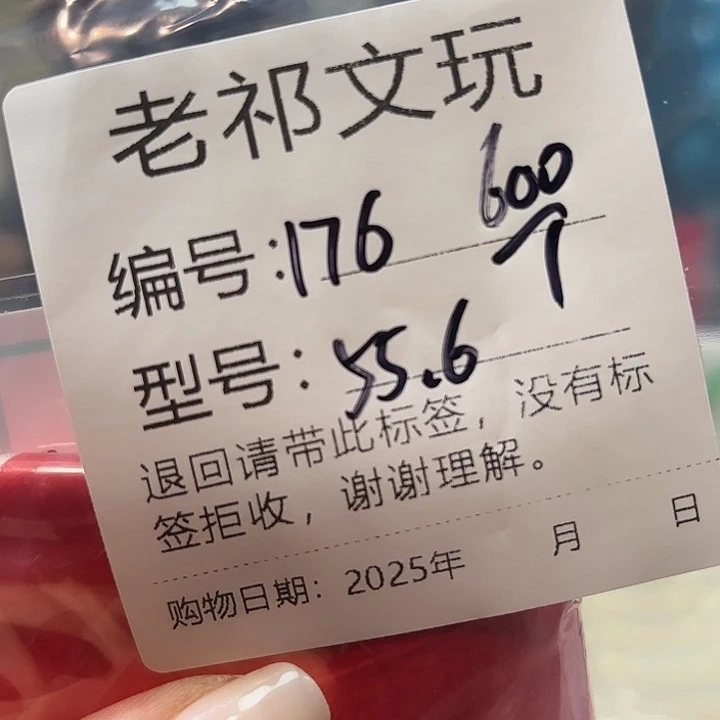 老祁文玩
编号:176 600个
型号:55.6
退回请带此标签，没有标
签拒收，谢谢理解。
购物日期：2025年 月 日